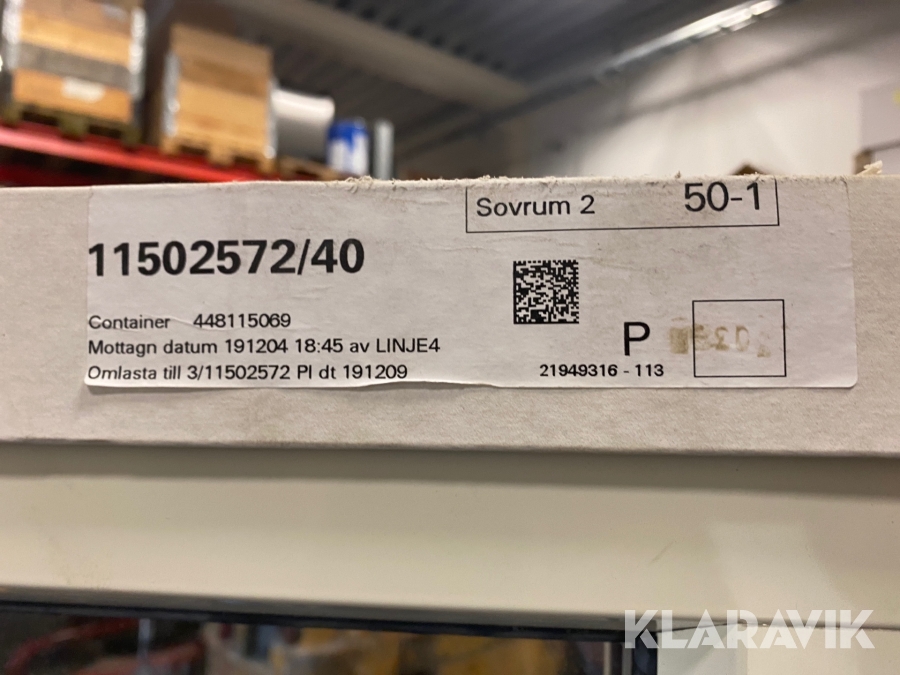 Sovrum 2 50-1
11502572/40
Container 448115069
Mottagn datum 191204 18:45 av LINJE4
Omlasta till 3/11502572 Pl dt 191209
P
21949316 - 113
KLARAVIK